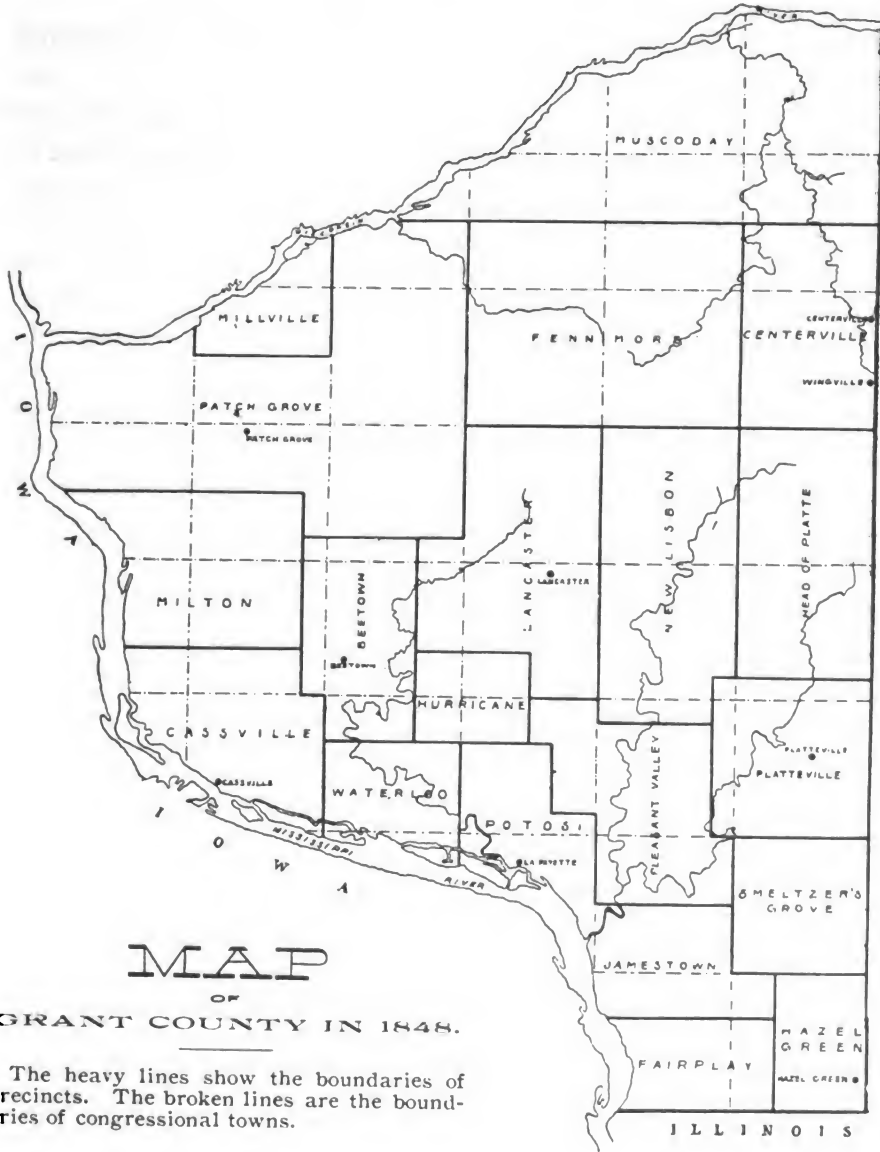 RIVER
MUSCODAY
WISCONSIN
MILLVILLE
FENNIMORE
CENTERVILLE
CENTERVILLE
WINGVILLE
PATCH GROVE
PATCH GROVE
IOWA
LANCASTER
LANCASTER
NEW LISBON
HEAD OF PLATTE
MILTON
BEETOWN
BEETOWN
HURRICANE
CASSVILLE
CASSVILLE
WATERLOO
POTOSI
LA FAYETTE
PLEASANT VALLEY
PLATTEVILLE
PLATTEVILLE
IOWA
MISSISSIPPI
RIVER
SMELTZER'S
GROVE
JAMESTOWN
HAZEL
GREEN
HAZEL GREEN
FAIRPLAY
ILLINOIS
MAP
OF
GRANT COUNTY IN 1848.
The heavy lines show the boundaries of
recincts. The broken lines are the bound-
ries of congressional towns.